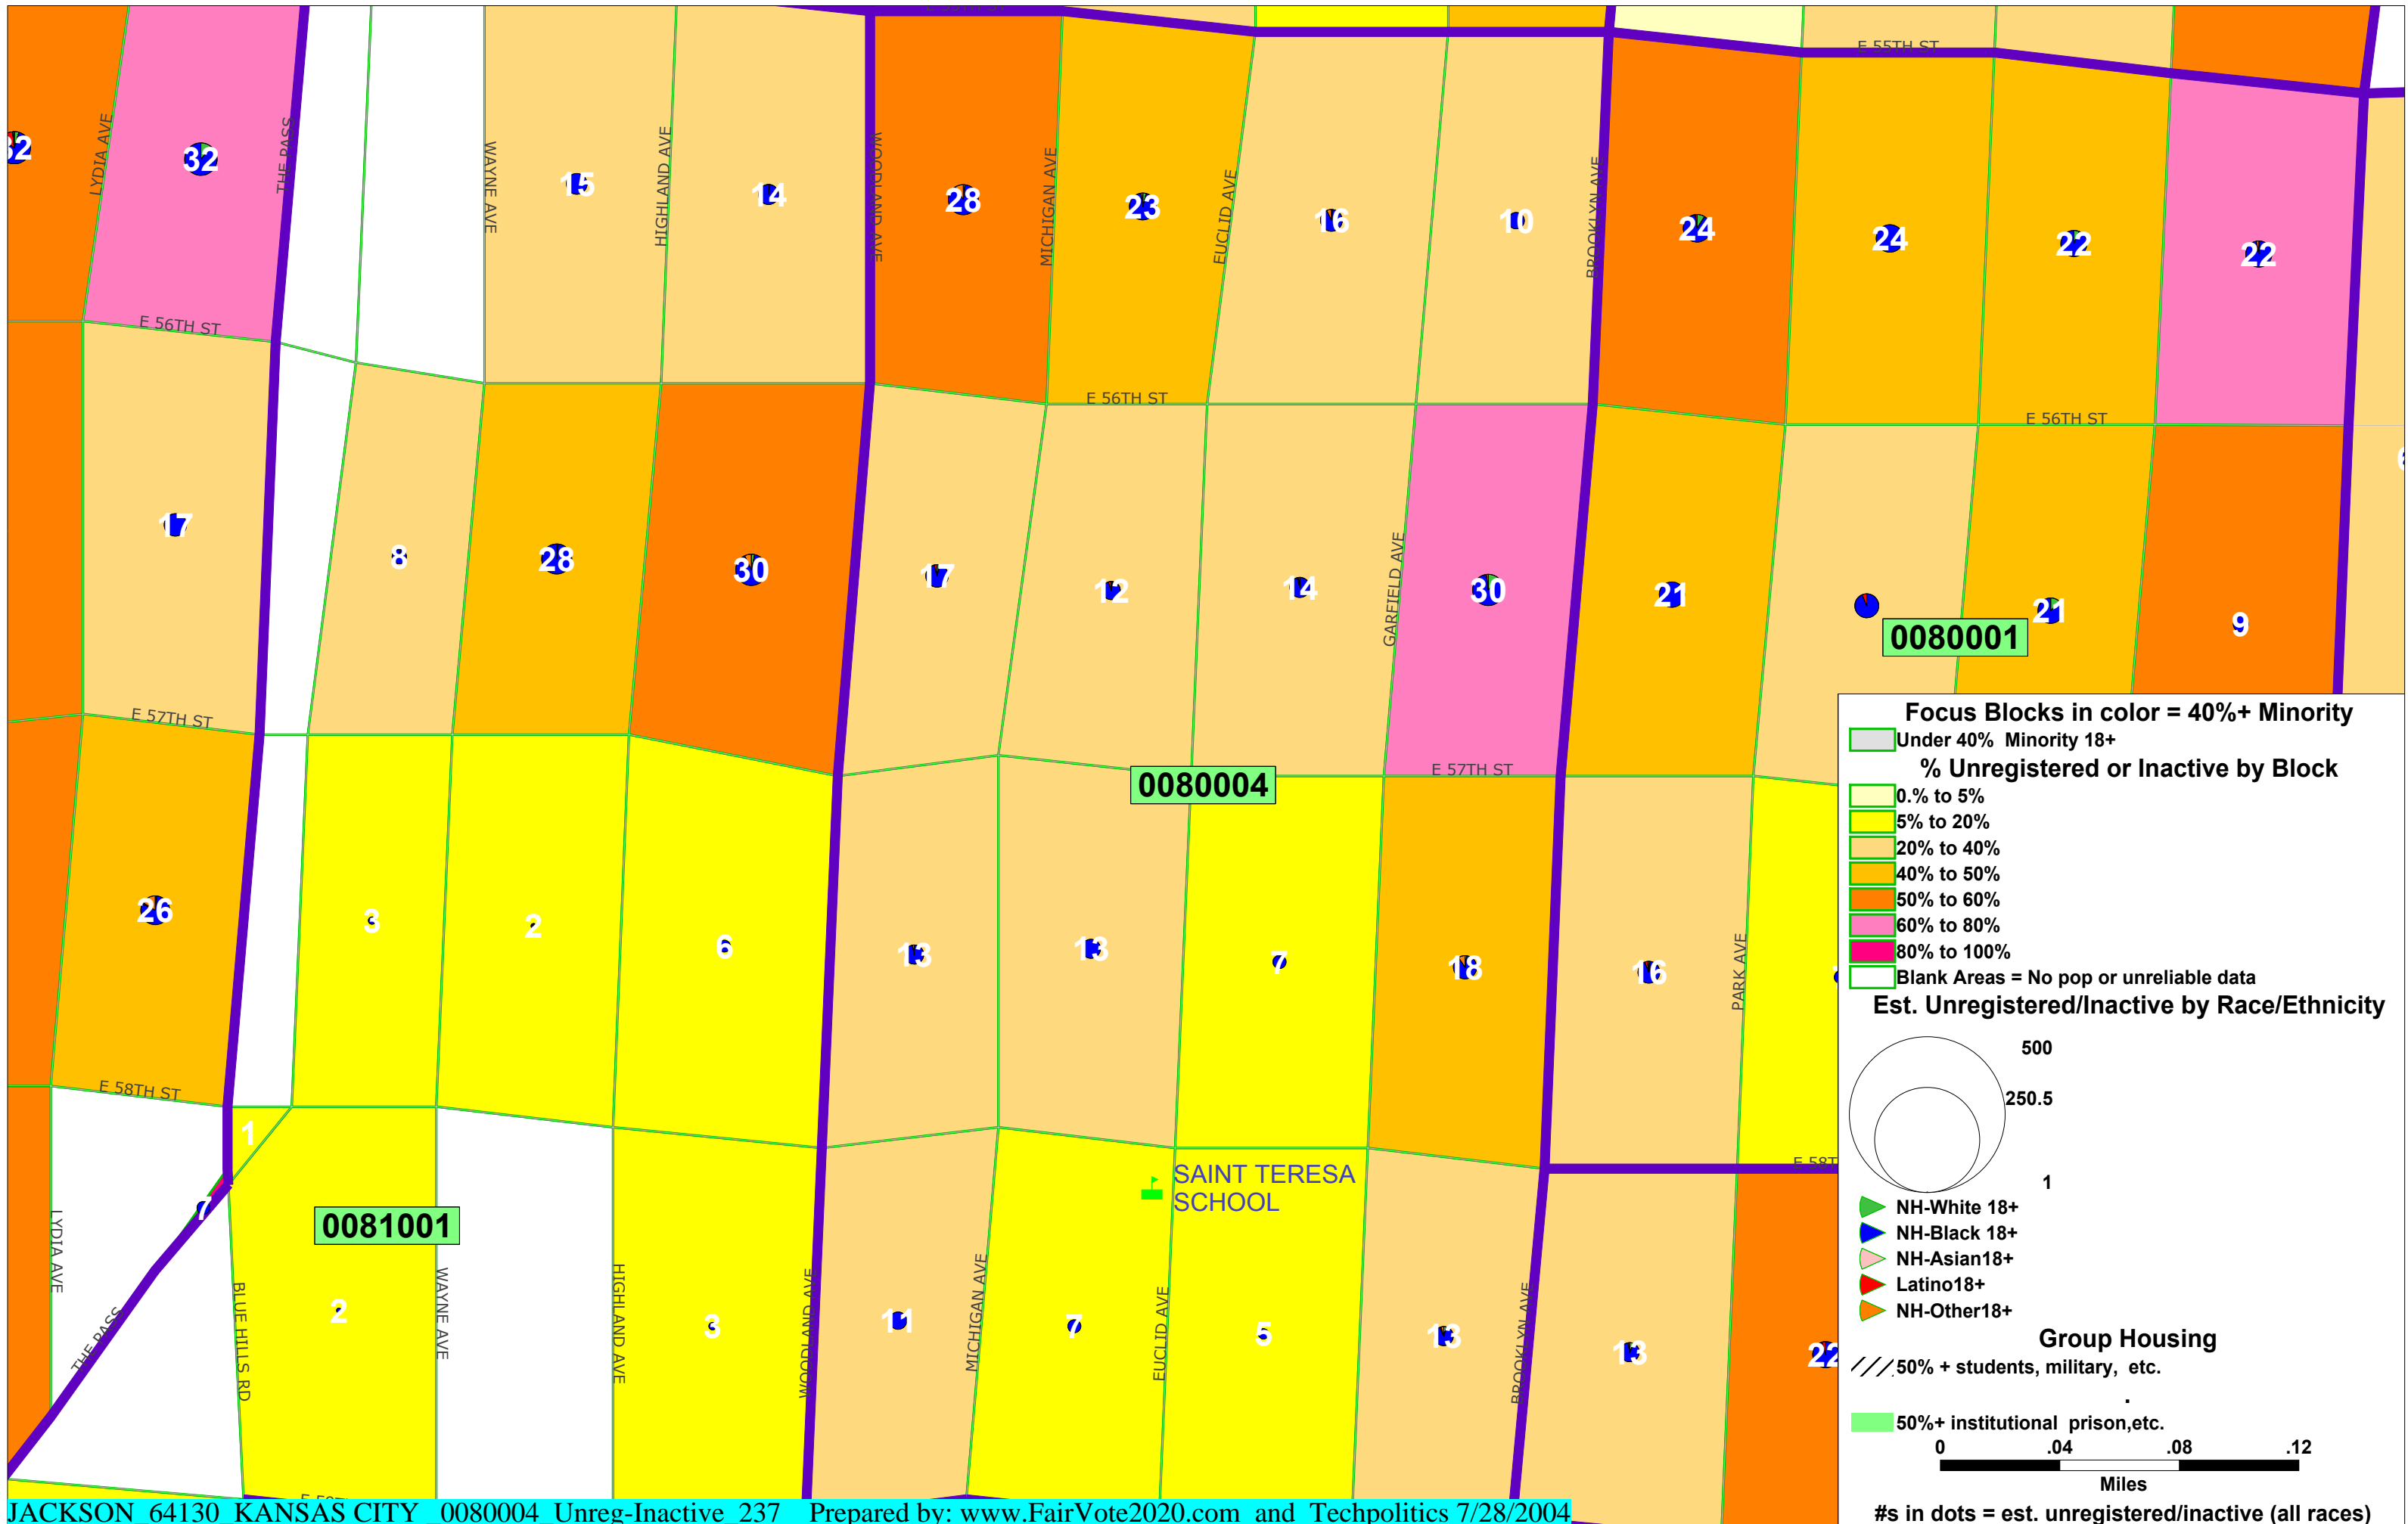 E 55TH ST
LYDIA AVE
THE PASS
WAYNE AVE
HIGHLAND AVE
WOODLAND AVE
MICHIGAN AVE
EUCLID AVE
BROOKLYN AVE
32
15
14
28
23
16
10
24
24
22
22
E 56TH ST
E 56TH ST
E 56TH ST
17
8
28
30
17
12
14
GARFIELD AVE
30
21
21
9
0080001
E 57TH ST
0080004
E 57TH ST
26
3
2
6
13
13
7
18
16
PARK AVE
E 58TH ST
1
7
0081001
SAINT TERESA
SCHOOL
LYDIA AVE
THE PASS
BLUE HILLS RD
2
WAYNE AVE
HIGHLAND AVE
3
WOODLAND AVE
11
MICHIGAN AVE
7
EUCLID AVE
5
13
BROOKLYN AVE
13
22
Focus Blocks in color = 40%+ Minority
Under 40% Minority 18+
% Unregistered or Inactive by Block
0.% to 5%
5% to 20%
20% to 40%
40% to 50%
50% to 60%
60% to 80%
80% to 100%
Blank Areas = No pop or unreliable data
Est. Unregistered/Inactive by Race/Ethnicity
500
250.5
1
NH-White 18+
NH-Black 18+
NH-Asian18+
Latino18+
NH-Other18+
Group Housing
50% + students, military, etc.
.
50%+ institutional prison,etc.
0 .04 .08 .12
Miles
#s in dots = est. unregistered/inactive (all races)
JACKSON 64130 KANSAS CITY 0080004 Unreg-Inactive 237 Prepared by: www.FairVote2020.com and Techpolitics 7/28/2004